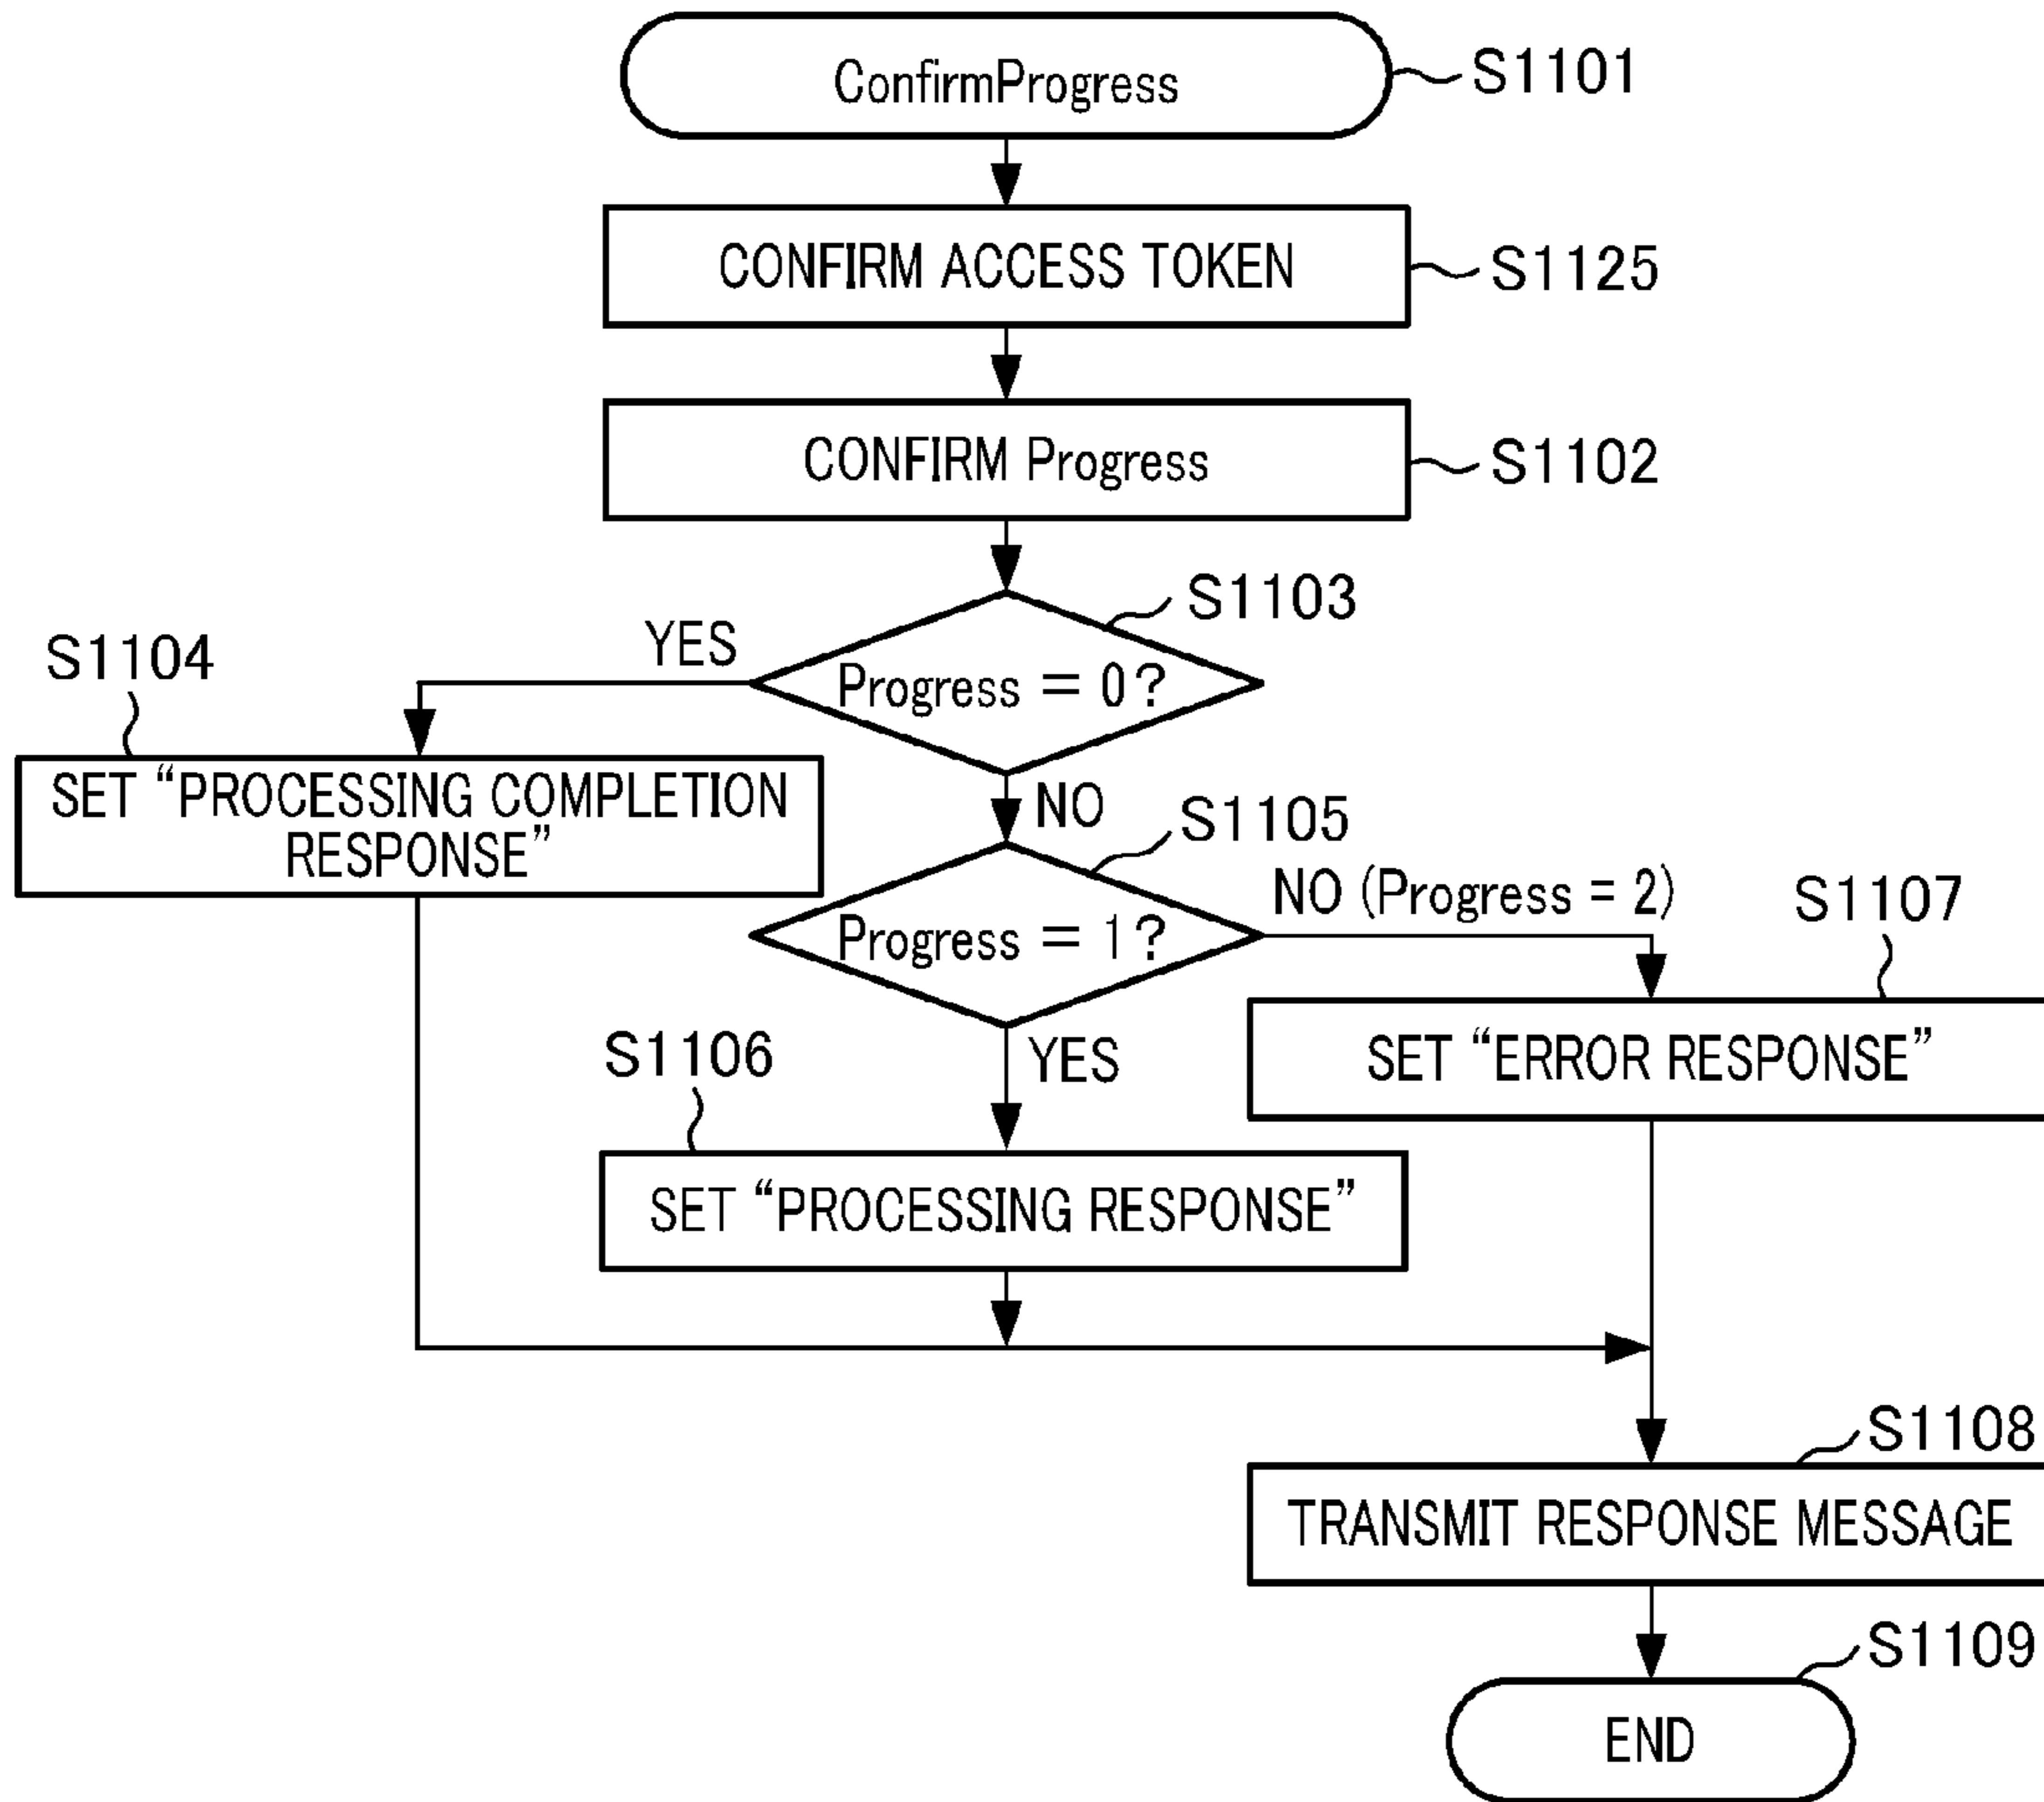 ConfirmProgress
S1101
CONFIRM ACCESS TOKEN
S1125
CONFIRM Progress
S1102
S1103
Progress = 0?
YES
S1104
SET “PROCESSING COMPLETION
RESPONSE”
NO
S1105
Progress = 1?
NO (Progress = 2)
S1107
SET “ERROR RESPONSE”
YES
S1106
SET “PROCESSING RESPONSE”
S1108
TRANSMIT RESPONSE MESSAGE
S1109
END